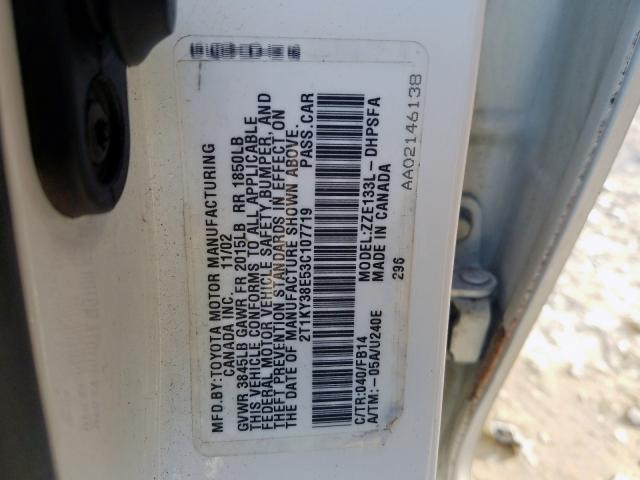 MFD.BY:TOYOTA MOTOR MANUFACTURING
CANADA INC. 11/02
GVWR 3845LB GAWR FR 2015LB RR 1850LB
THIS VEHICLE CONFORMS TO ALL APPLICABLE
FEDERAL MOTOR VEHICLE SAFETY, BUMPER, AND
THEFT PREVENTION STANDARDS IN EFFECT ON
THE DATE OF MANUFACTURE SHOWN ABOVE.
2T1KY38E53C107719 PASS.CAR
C/TR:040/FB14 MODEL:ZZE133L-DHPSFA
A/TM:-05A/U240E MADE IN CANADA
296
AA02146138